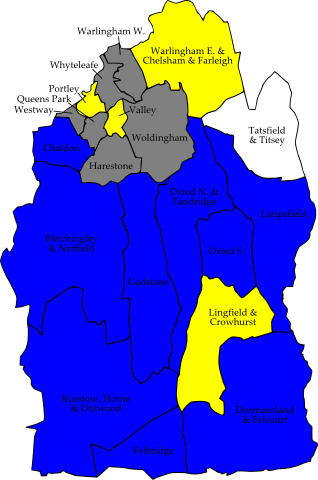 Warlingham W.
Warlingham E. &
Chelsham & Farleigh
Whyteleafe
Portley
Queens Park
Westway
Valley
Tatsfield
& Titsey
Woldingham
Chaldon
Harestone
Oxted N. &
Tandridge
Limpsfield
Bletchingley
& Nutfield
Oxted S.
Godstone
Lingfield &
Crowhurst
Burstow, Horne
& Outwood
Dormansland
& Felcourt
Felbridge